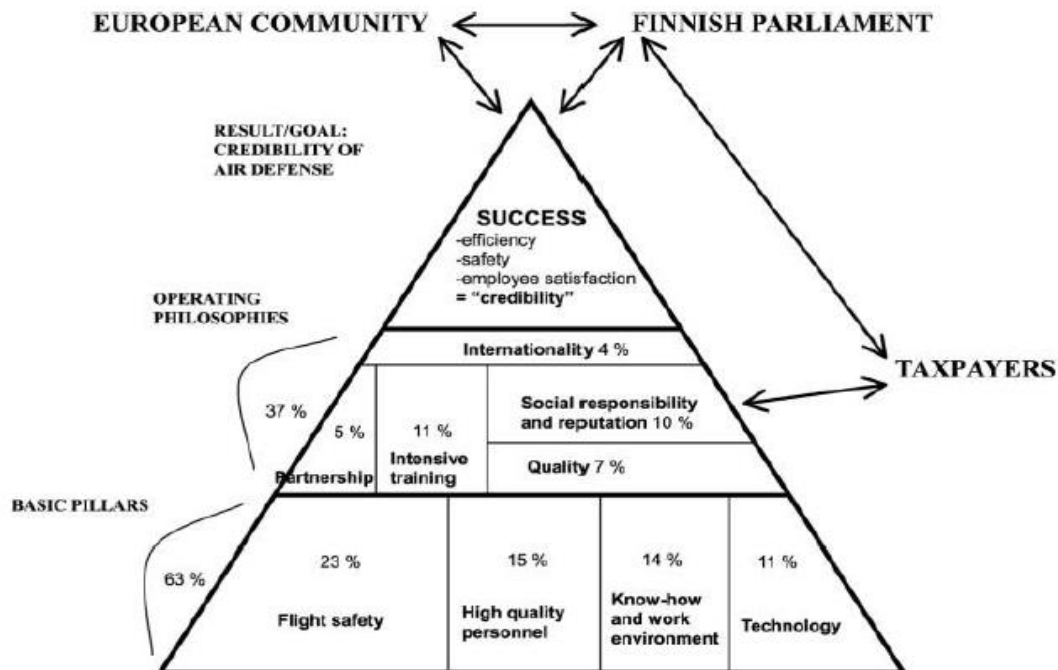 EUROPEAN COMMUNITY
FINNISH PARLIAMENT
RESULT/GOAL:
CREDIBILITY OF
AIR DEFENSE
SUCCESS
-efficiency
-safety
-employee satisfaction
= “credibility”
OPERATING
PHILOSOPHIES
Internationality 4 %
TAXPAYERS
37 %
5 %
Partnership
11 %
Intensive
training
Social responsibility
and reputation 10 %
Quality 7 %
BASIC PILLARS
63 %
23 %
Flight safety
15 %
High quality
personnel
14 %
Know-how
and work
environment
11 %
Technology